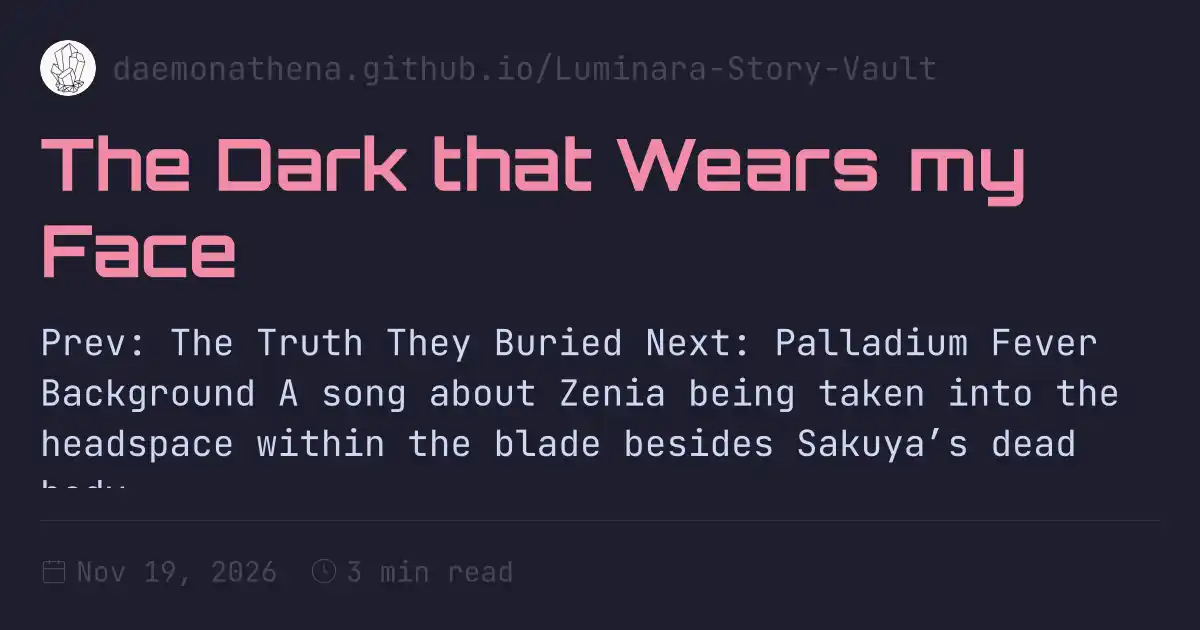 daemonathena.github.io/Luminara-Story-Vault
The Dark that Wears my
Face
Prev: The Truth They Buried Next: Palladium Fever
Background A song about Zenia being taken into the
headspace within the blade besides Sakuya’s dead
Nov 19, 2026 3 min read